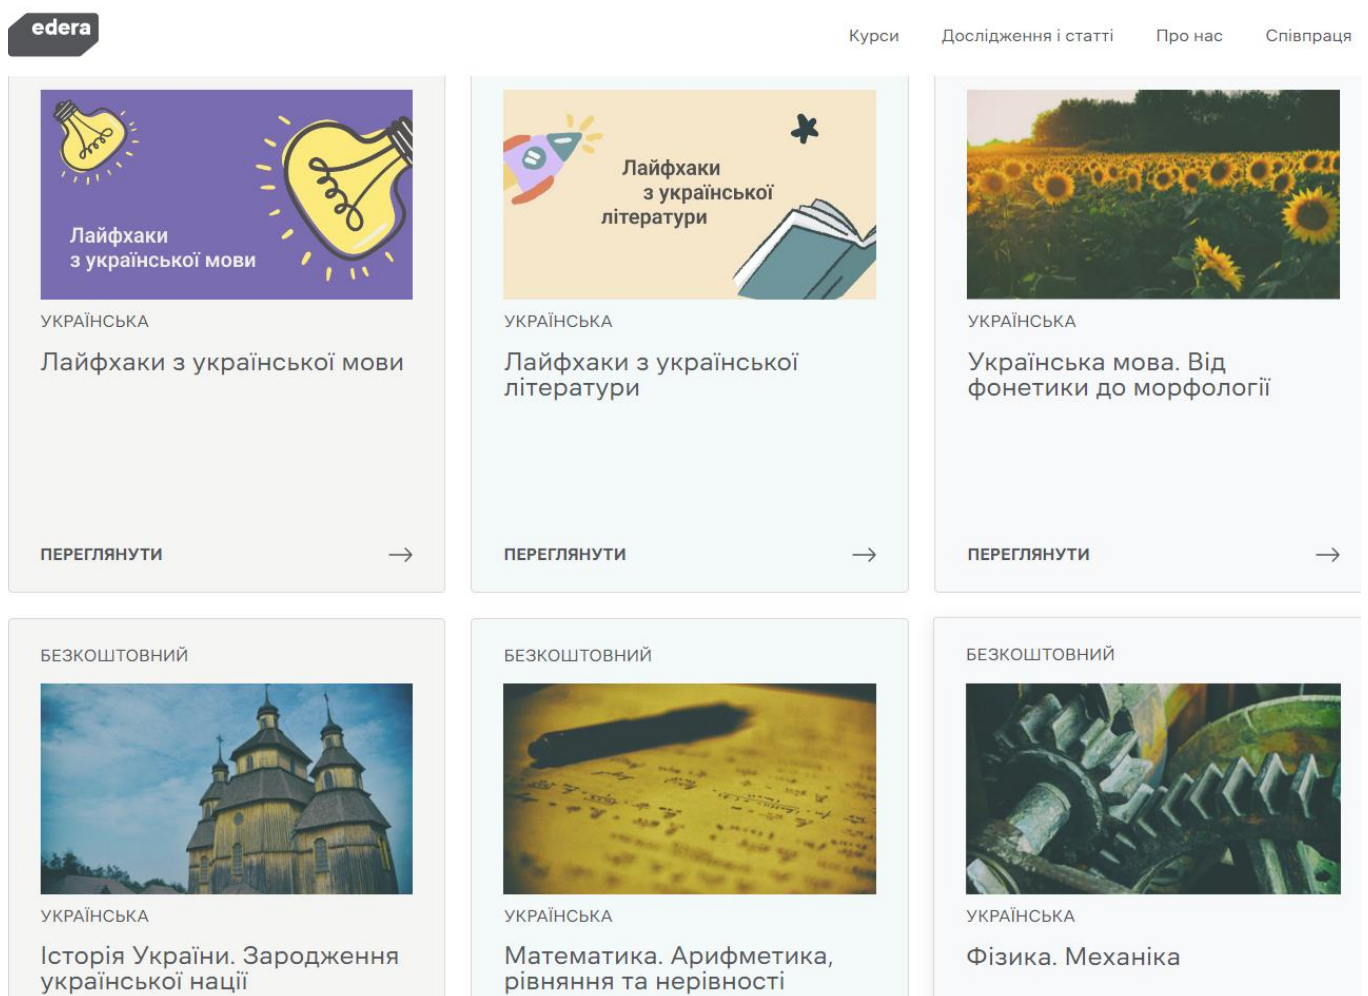 edera
Курси Дослідження і статті Про нас Співпраця
Лайфхаки
з української мови
УКРАЇНСЬКА
Лайфхаки з української мови
ПЕРЕГЛЯНУТИ
Лайфхаки
з української
літератури
УКРАЇНСЬКА
Лайфхаки з української
літератури
ПЕРЕГЛЯНУТИ
УКРАЇНСЬКА
Українська мова. Від
фонетики до морфології
ПЕРЕГЛЯНУТИ
БЕЗКОШТОВНИЙ
УКРАЇНСЬКА
Історія України. Зародження
української нації
БЕЗКОШТОВНИЙ
УКРАЇНСЬКА
Математика. Арифметика,
рівняння та нерівності
БЕЗКОШТОВНИЙ
УКРАЇНСЬКА
Фізика. Механіка